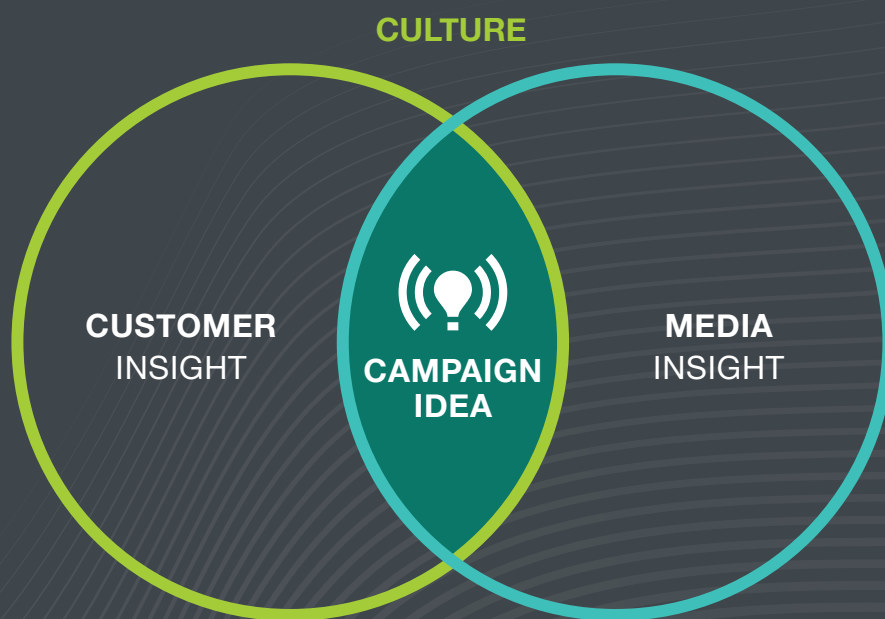 CULTURE
CUSTOMER
INSIGHT
CAMPAIGN
IDEA
MEDIA
INSIGHT